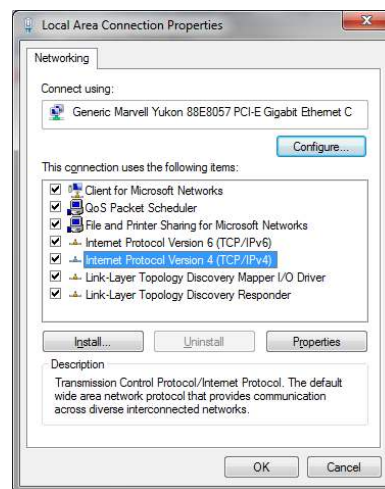 Local Area Connection Properties
Networking
Connect using:
Generic Marvell Yukon 88E8057 PCI-E Gigabit Ethernet C
Configure...
This connection uses the following items:
Client for Microsoft Networks
QoS Packet Scheduler
File and Printer Sharing for Microsoft Networks
Internet Protocol Version 6 (TCP/IPv6)
Internet Protocol Version 4 (TCP/IPv4)
Link-Layer Topology Discovery Mapper I/O Driver
Link-Layer Topology Discovery Responder
Install... Uninstall Properties
Description
Transmission Control Protocol/Internet Protocol. The default
wide area network protocol that provides communication
across diverse interconnected networks.
OK Cancel